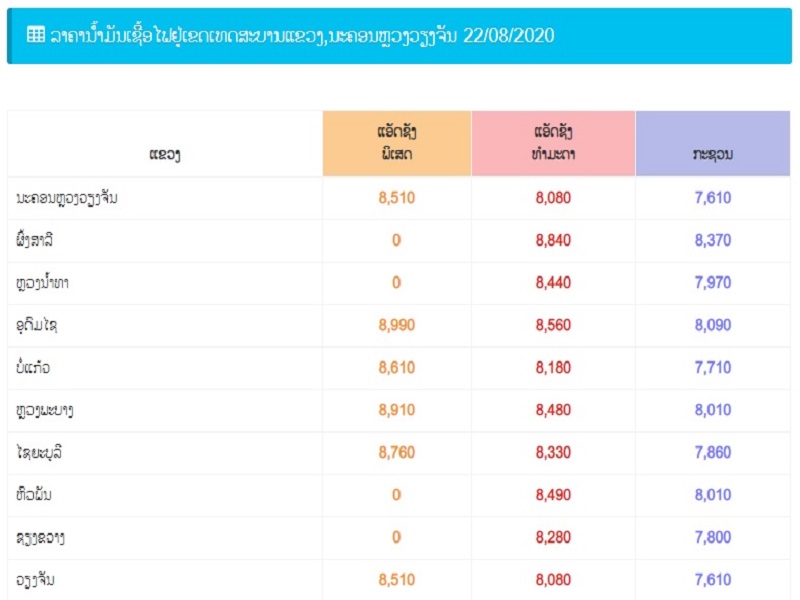 ລາຄານ້ຳມັນເຊື້ອໄຟຢູ່ເຂດເທດສະບານແຂວງ,ນະຄອນຫຼວງວຽງຈັນ 22/08/2020
ແຂວງ ແອັດຊັງ ພິເສດ ແອັດຊັງ ທຳມະດາ ກະຊວນ
ນະຄອນຫຼວງວຽງຈັນ 8,510 8,080 7,610
ຜົ້ງສາລີ 0 8,840 8,370
ຫຼວງນ້ຳທາ 0 8,440 7,970
ອຸດົມໄຊ 8,990 8,560 8,090
ບໍ່ແກ້ວ 8,610 8,180 7,710
ຫຼວງພະບາງ 8,910 8,480 8,010
ໄຊຍະບູລີ 8,760 8,330 7,860
ຫົວພັນ 0 8,490 8,010
ຊຽງຂວາງ 0 8,280 7,800
ວຽງຈັນ 8,510 8,080 7,610